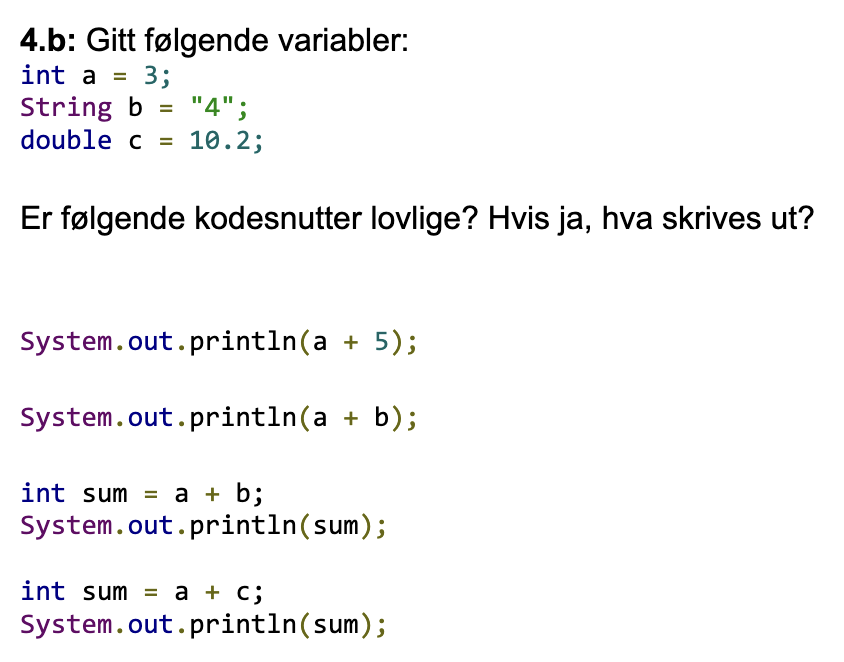 4.b: Gitt følgende variabler:
int a = 3;
String b = "4";
double c = 10.2;
Er følgende kodesnutter lovlige? Hvis ja, hva skrives ut?
System.out.println(a + 5);
System.out.println(a + b);
int sum = a + b;
System.out.println(sum);
int sum = a + c;
System.out.println(sum);